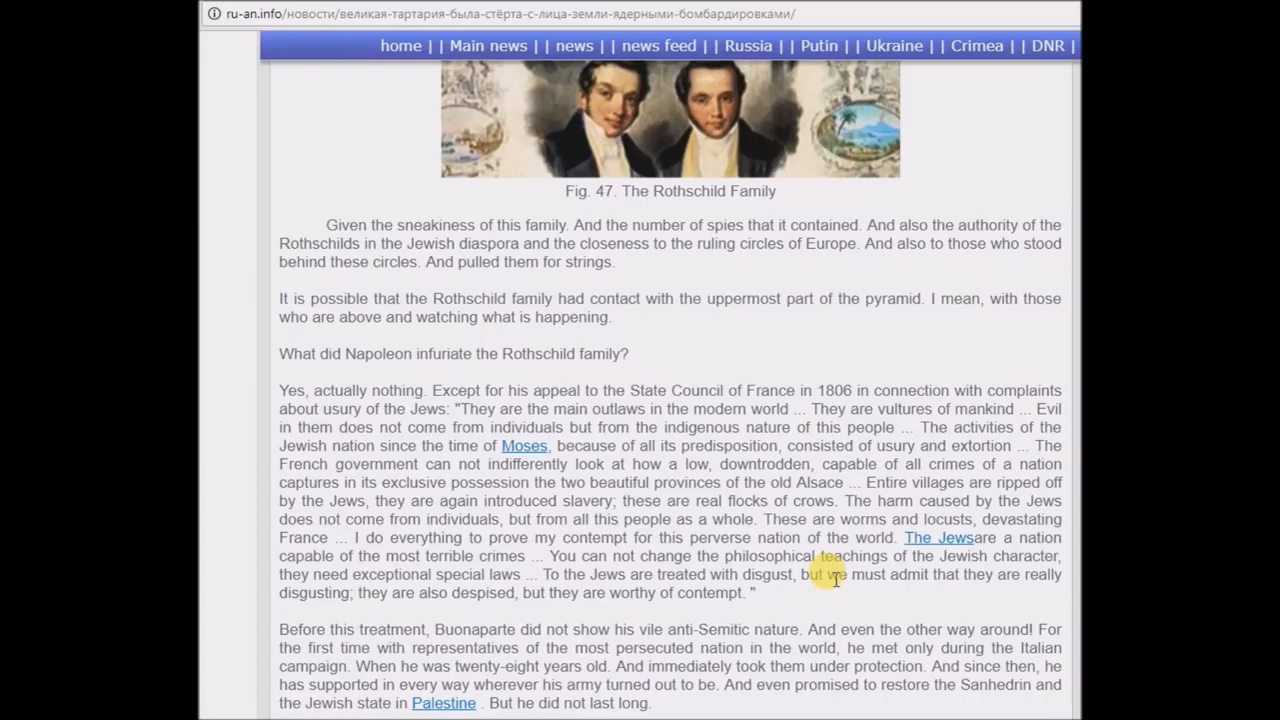 ru-an.info/новости/великая-тартария-была-стёрта-с-лица-земли-ядерными-бомбардировками/
home | | Main news | | news | | news feed | | Russia | | Putin | | Ukraine | | Crimea | | DNR |
Fig. 47. The Rothschild Family
Given the sneakiness of this family. And the number of spies that it contained. And also the authority of the
Rothschilds in the Jewish diaspora and the closeness to the ruling circles of Europe. And also to those who stood
behind these circles. And pulled them for strings.
It is possible that the Rothschild family had contact with the uppermost part of the pyramid. I mean, with those
who are above and watching what is happening.
What did Napoleon infuriate the Rothschild family?
Yes, actually nothing. Except for his appeal to the State Council of France in 1806 in connection with complaints
about usury of the Jews: "They are the main outlaws in the modern world ... They are vultures of mankind ... Evil
in them does not come from individuals but from the indigenous nature of this people ... The activities of the
Jewish nation since the time of Moses, because of all its predisposition, consisted of usury and extortion ... The
French government can not indifferently look at how a low, downtrodden, capable of all crimes of a nation
captures in its exclusive possession the two beautiful provinces of the old Alsace ... Entire villages are ripped off
by the Jews, they are again introduced slavery; these are real flocks of crows. The harm caused by the Jews
does not come from individuals, but from all this people as a whole. These are worms and locusts, devastating
France ... I do everything to prove my contempt for this perverse nation of the world. The Jewsare a nation
capable of the most terrible crimes ... You can not change the philosophical teachings of the Jewish character,
they need exceptional special laws ... To the Jews are treated with disgust, but we must admit that they are really
disgusting; they are also despised, but they are worthy of contempt. "
Before this treatment, Buonaparte did not show his vile anti-Semitic nature. And even the other way around! For
the first time with representatives of the most persecuted nation in the world, he met only during the Italian
campaign. When he was twenty-eight years old. And immediately took them under protection. And since then, he
has supported in every way wherever his army turned out to be. And even promised to restore the Sanhedrin and
the Jewish state in Palestine . But he did not last long.